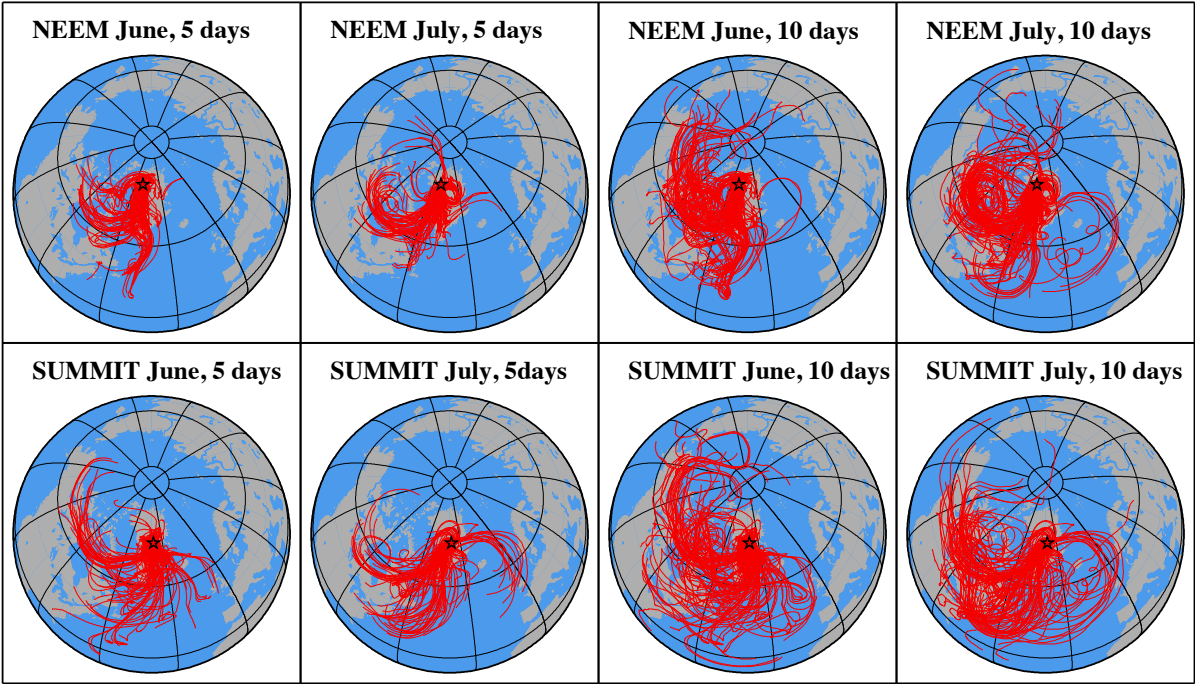 NEEM June, 5 days
NEEM July, 5 days
NEEM June, 10 days
NEEM July, 10 days
SUMMIT June, 5 days
SUMMIT July, 5days
SUMMIT June, 10 days
SUMMIT July, 10 days